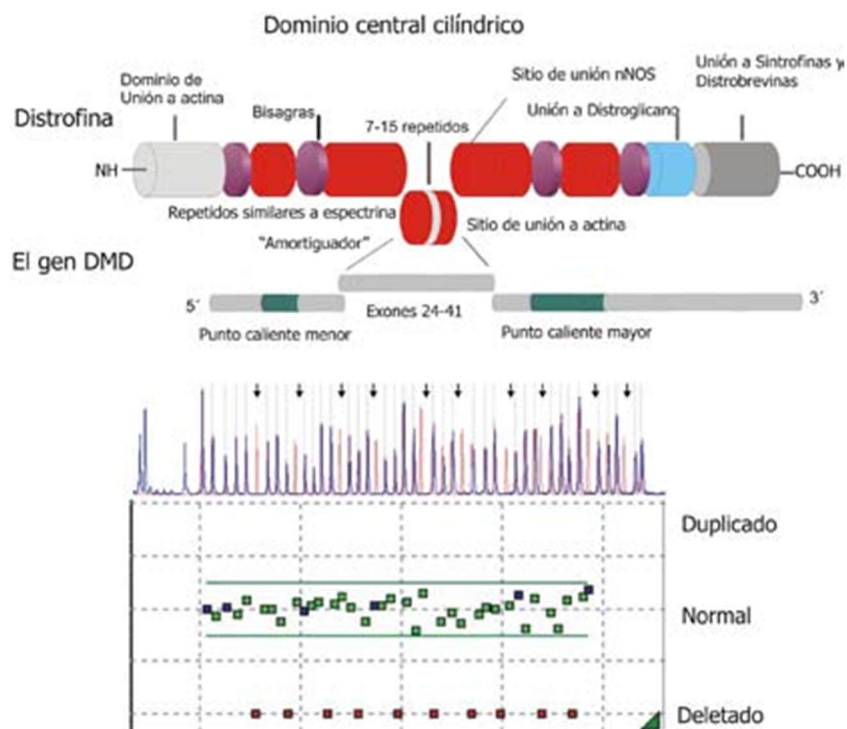 Dominio central cilíndrico
Dominio de
Unión a actina
Sitio de unión nNOS
Unión a Sintrofinas y
Distrobrevinas
Distrofina
Bisagras
7-15 repetidos
Unión a Distroglicano
NH
COOH
Repetidos similares a espectrina
Sitio de unión a actina
"Amortiguador"
El gen DMD
5´
Exones 24-41
3´
Punto caliente menor
Punto caliente mayor
Duplicado
Normal
Deletado